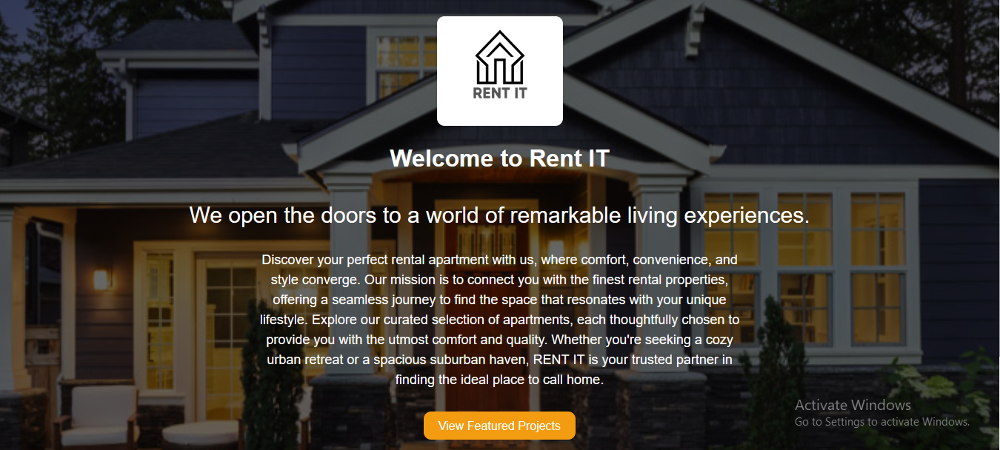 RENT IT
Welcome to Rent IT
We open the doors to a world of remarkable living experiences.
Discover your perfect rental apartment with us, where comfort, convenience, and
style converge. Our mission is to connect you with the finest rental properties,
offering a seamless journey to find the space that resonates with your unique
lifestyle. Explore our curated selection of apartments, each thoughtfully chosen to
provide you with the utmost comfort and quality. Whether you're seeking a cozy
urban retreat or a spacious suburban haven, RENT IT is your trusted partner in
finding the ideal place to call home.
Activate Windows
Go to Settings to activate Windows.
View Featured Projects